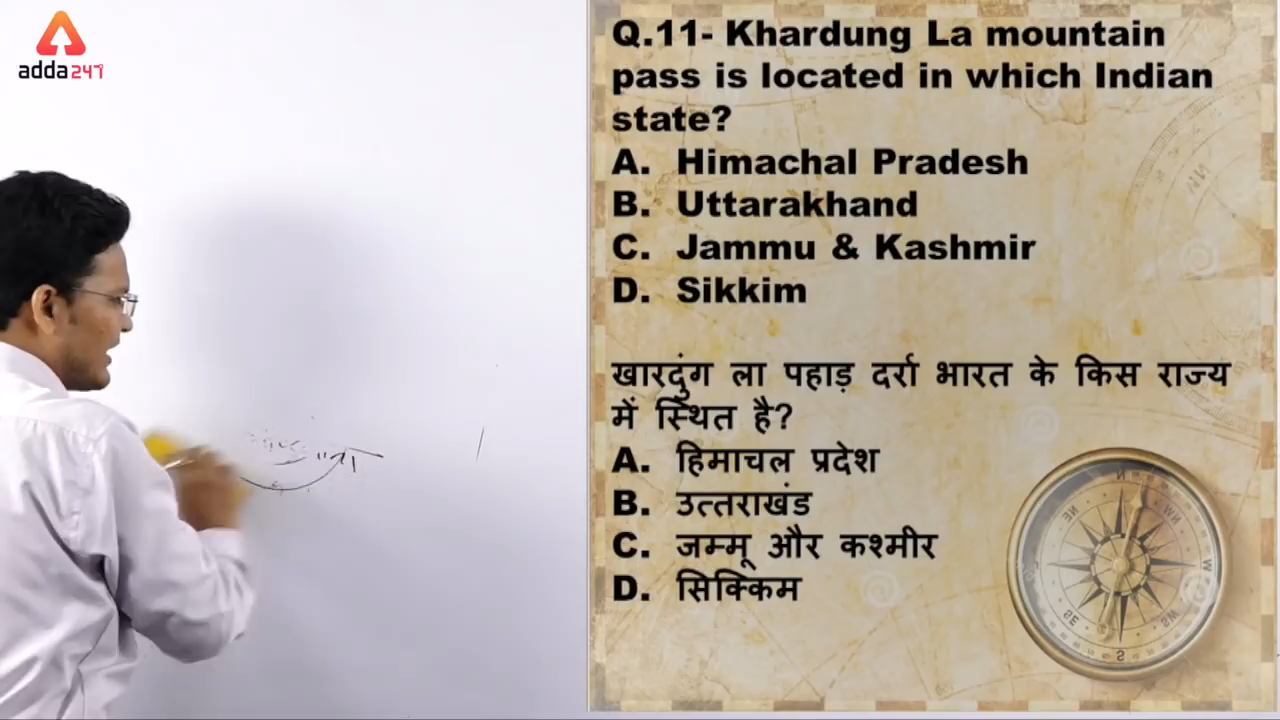 adda247
Q.11- Khardung La mountain
pass is located in which Indian
state?
A. Himachal Pradesh
B. Uttarakhand
C. Jammu & Kashmir
D. Sikkim
खारदुंग ला पहाड़ दर्रा भारत के किस राज्य
में स्थित है?
A. हिमाचल प्रदेश
B. उत्तराखंड
C. जम्मू और कश्मीर
D. सिक्किम